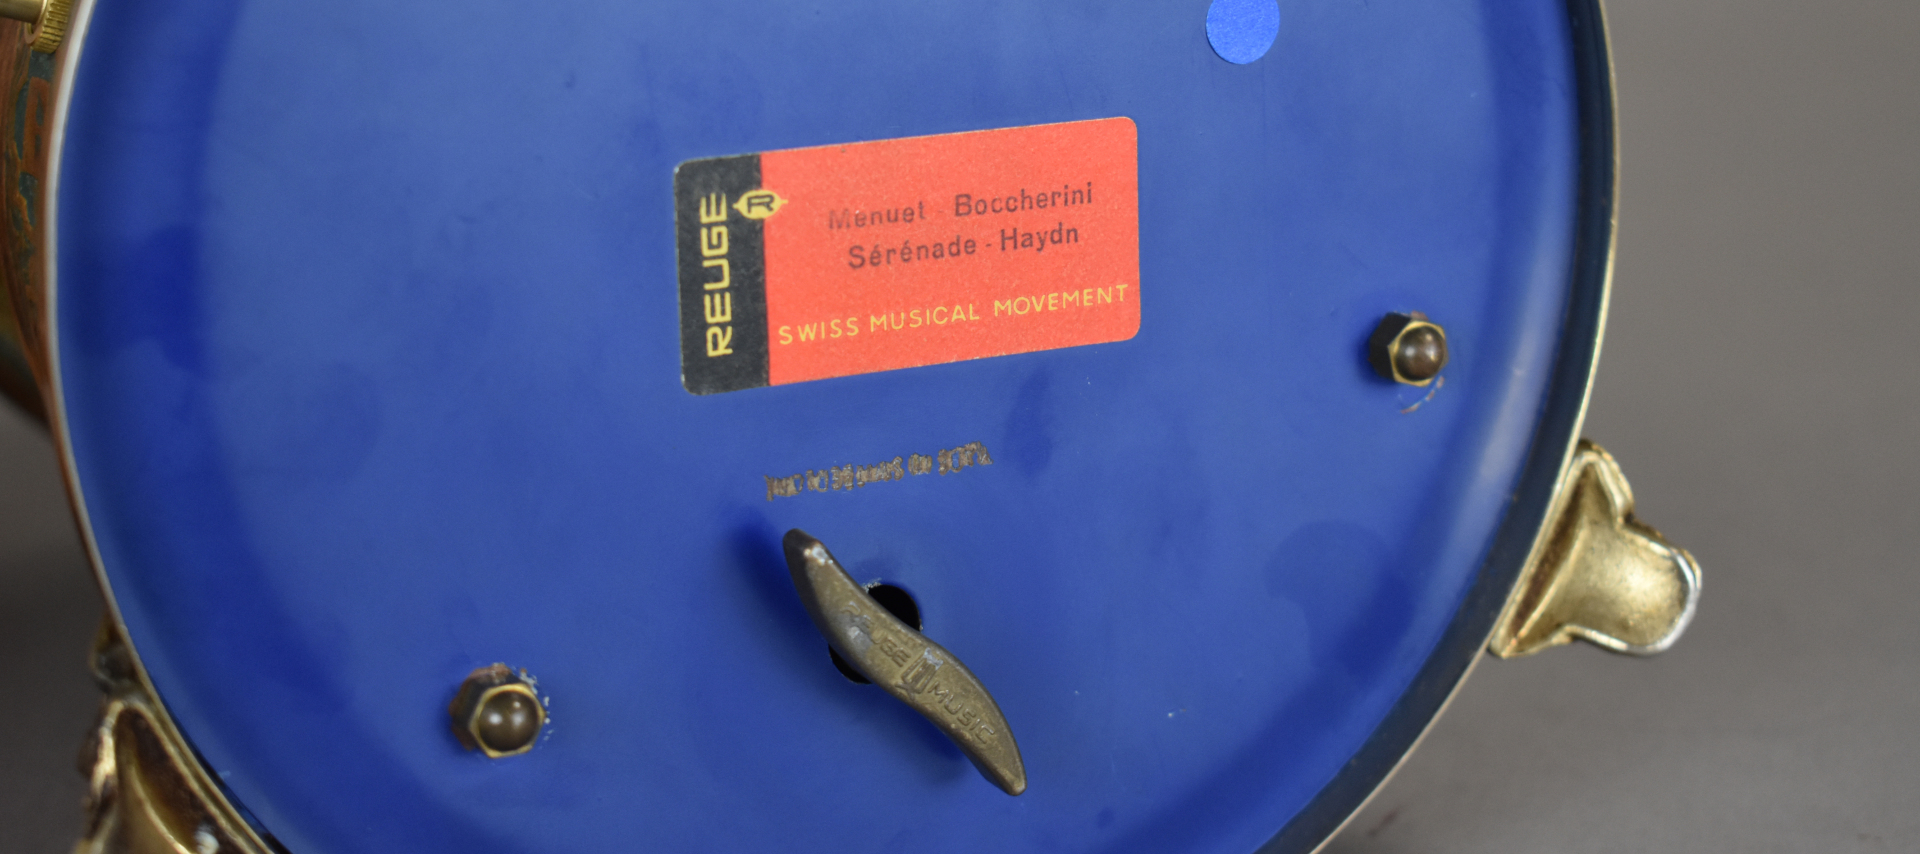 REUGE
R
Menuet - Boccherini
Sérénade - Haydn
SWISS MUSICAL MOVEMENT
REUGE MUSIC